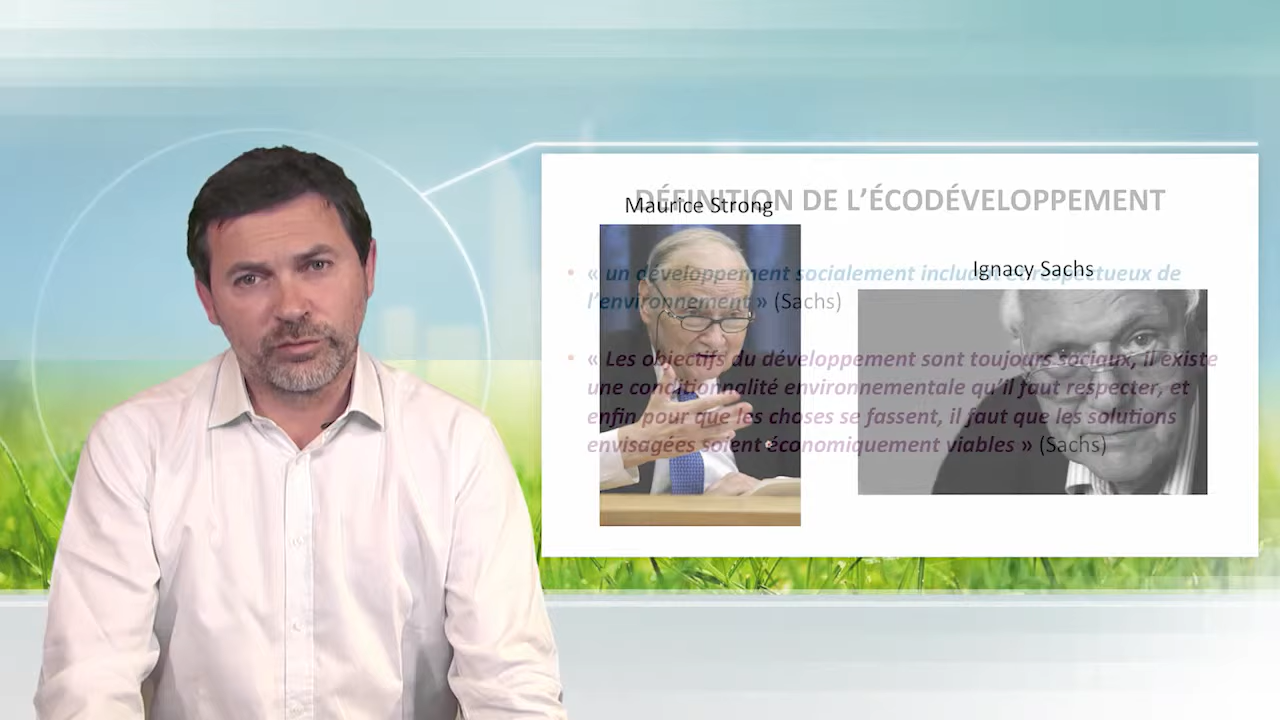 DÉFINITION DE L'ÉCODÉVELOPPEMENT
Maurice Strong
Ignacy Sachs
• « un développement socialement incluant et respectueux de
l'environnement » (Sachs)
• « Les objectifs du développement sont toujours sociaux, il existe
une conditionnalité environnementale qu'il faut respecter, et
enfin pour que les choses se fassent, il faut que les solutions
envisagées soient économiquement viables » (Sachs)